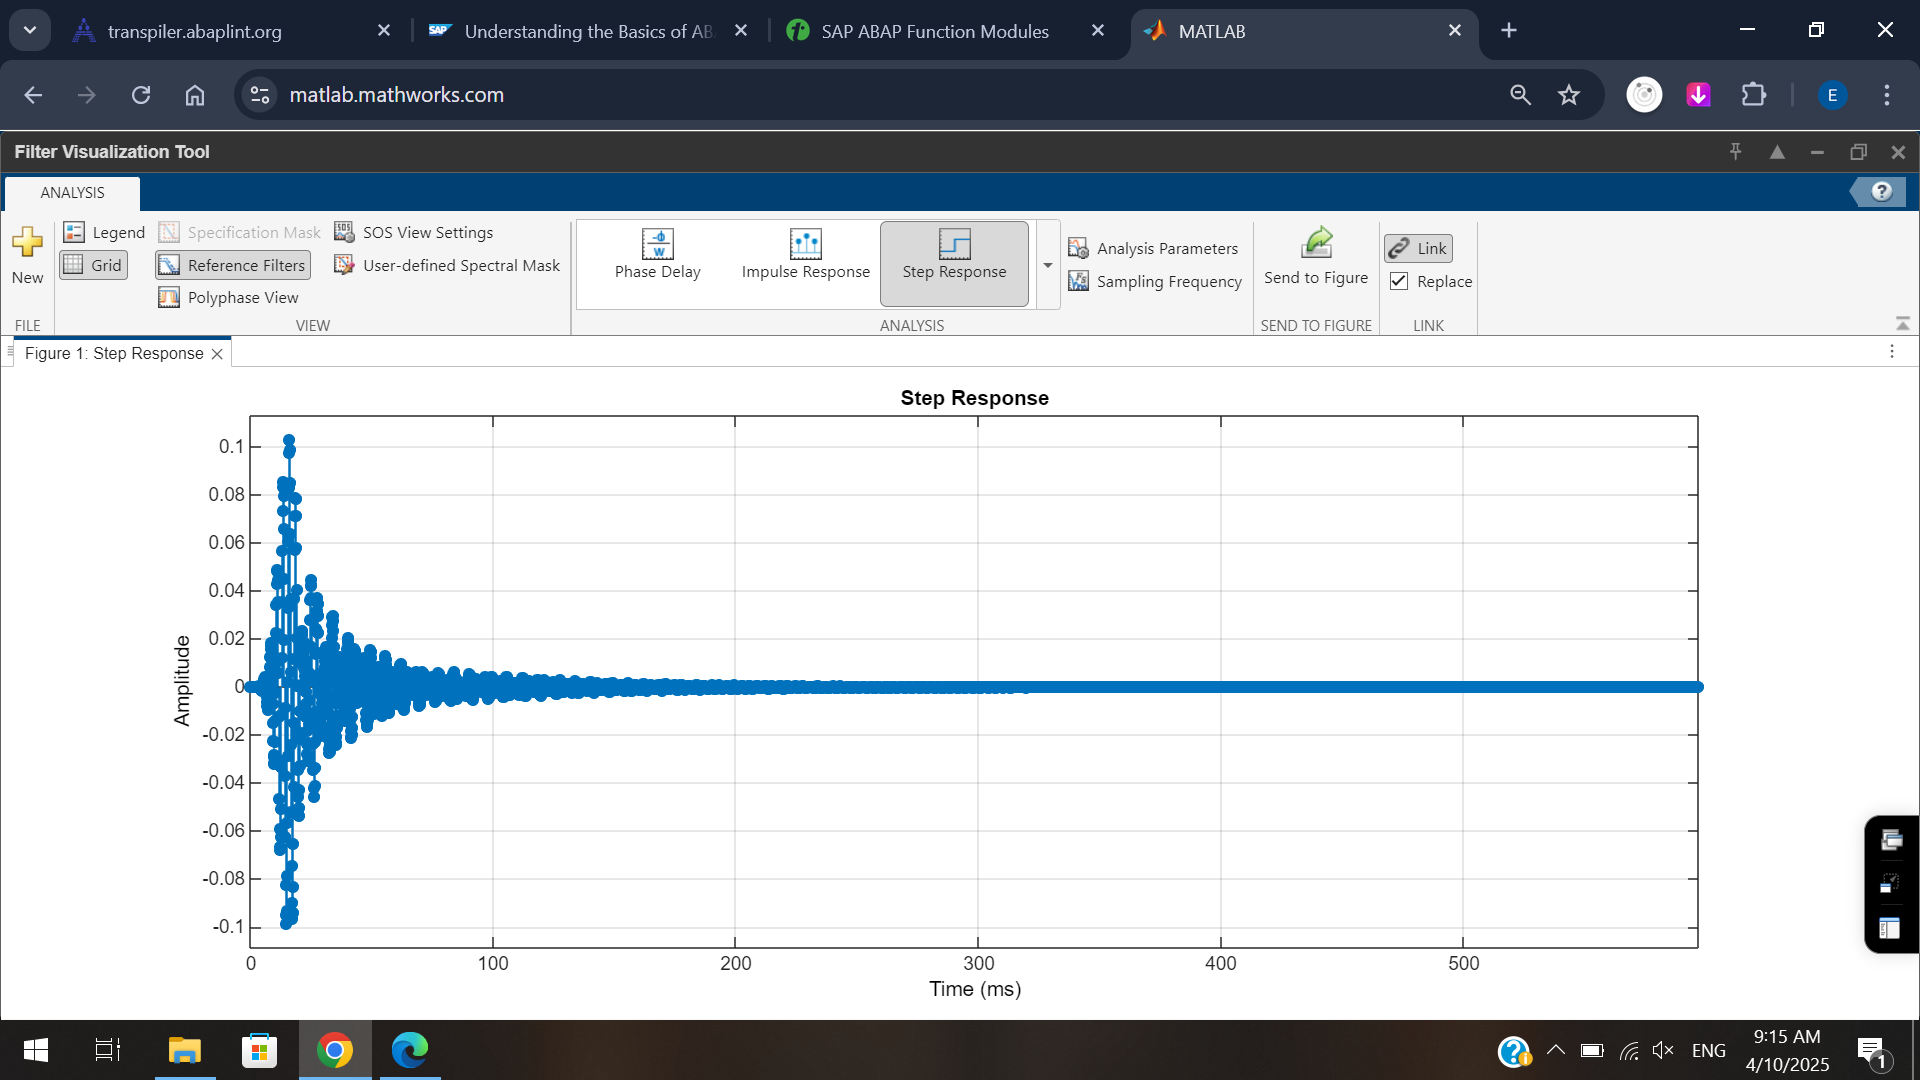 transpiler.abaplint.org
Understanding the Basics of AB
SAP ABAP Function Modules
MATLAB
matlab.mathworks.com
E
Filter Visualization Tool
ANALYSIS
New
FILE
Legend
Grid
Specification Mask
Reference Filters
Polyphase View
SOS View Settings
User-defined Spectral Mask
VIEW
Phase Delay
Impulse Response
Step Response
Analysis Parameters
Sampling Frequency
ANALYSIS
Send to Figure
SEND TO FIGURE
Link
Replace
LINK
Figure 1: Step Response
Step Response
0.1
0.08
0.06
0.04
0.02
0
-0.02
-0.04
-0.06
-0.08
-0.1
Amplitude
0 100 200 300 400 500
Time (ms)
ENG
9:15 AM
4/10/2025
1